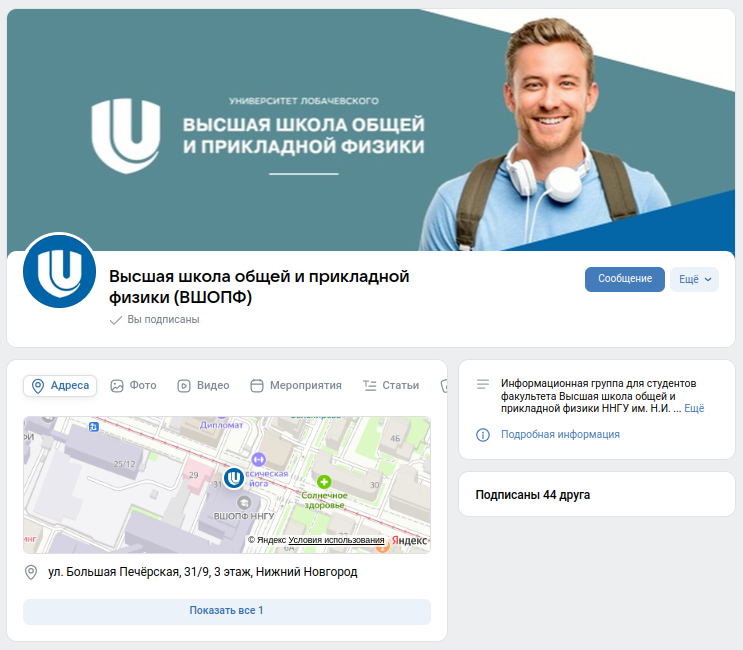 УНИВЕРСИТЕТ ЛОБАЧЕВСКОГО
ВЫСШАЯ ШКОЛА ОБЩЕЙ
И ПРИКЛАДНОЙ ФИЗИКИ
Высшая школа общей и прикладной
физики (ВШОПФ)
Вы подписаны
Сообщение
Ещё
Адреса
Фото
Видео
Мероприятия
Статьи
Дипломат
4Б
25/12
29
31
ссическая
йога
30
Солнечное
здоровье
ВШОПФ ННГУ
6А
© Яндекс Условия использования
Яндекс
ул. Большая Печёрская, 31/9, 3 этаж, Нижний Новгород
Показать все 1
Информационная группа для студентов
факультета Высшая школа общей и
прикладной физики ННГУ им. Н.И. ... Ещё
Подробная информация
Подписаны 44 друга